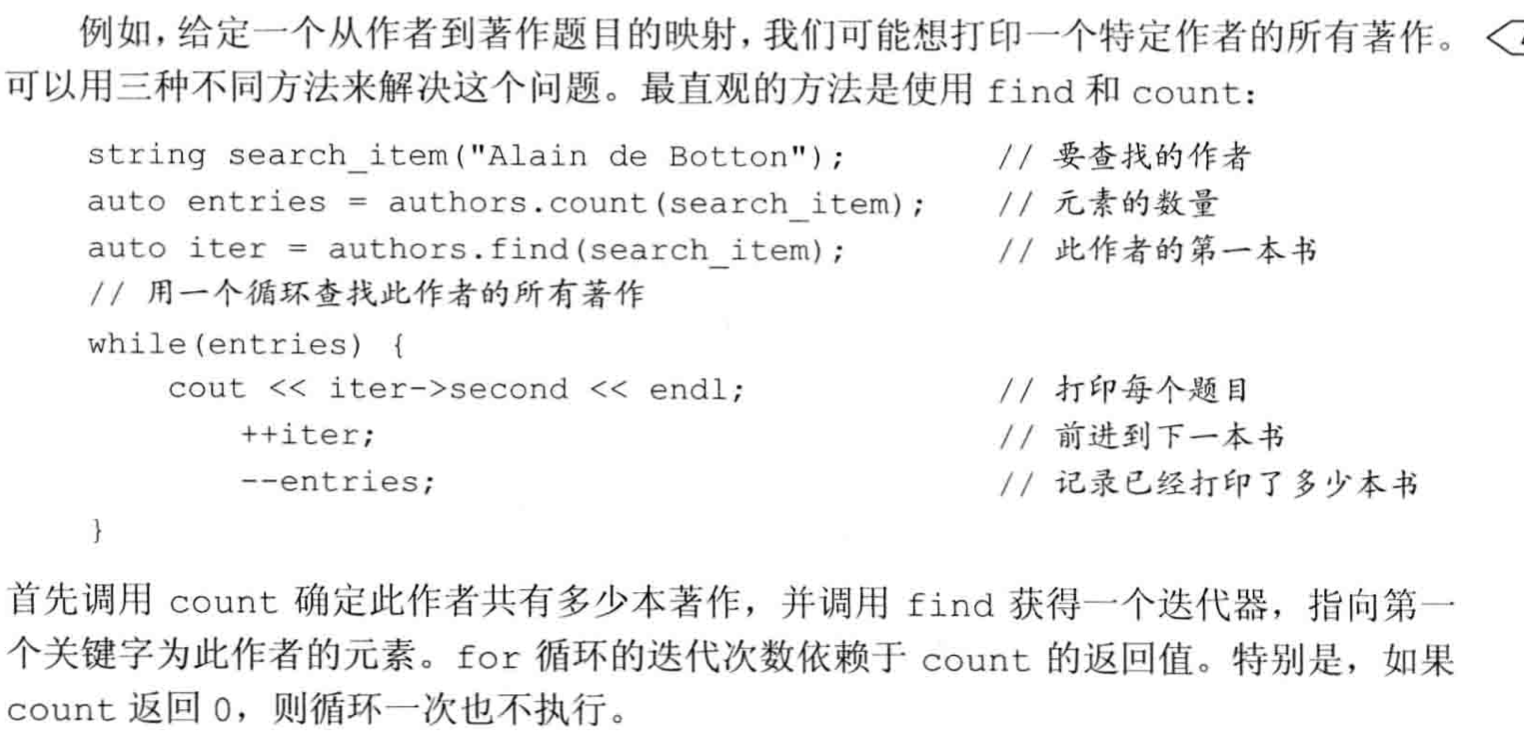 例如,给定一个从作者到著作题目的映射,我们可能想打印一个特定作者的所有著作。
可以用三种不同方法来解决这个问题。最直观的方法是使用 find 和 count:
string search_item("Alain de Botton"); // 要查找的作者
auto entries = authors.count(search_item); // 元素的数量
auto iter = authors.find(search_item); // 此作者的第一本书
// 用一个循环查找此作者的所有著作
while(entries) {
cout << iter->second << endl; // 打印每个题目
++iter; // 前进到下一本书
--entries; // 记录已经打印了多少本书
}
首先调用 count 确定此作者共有多少本著作,并调用 find 获得一个迭代器,指向第一
个关键字为此作者的元素。for 循环的迭代次数依赖于 count 的返回值。特别是,如果
count 返回 0,则循环一次也不执行。